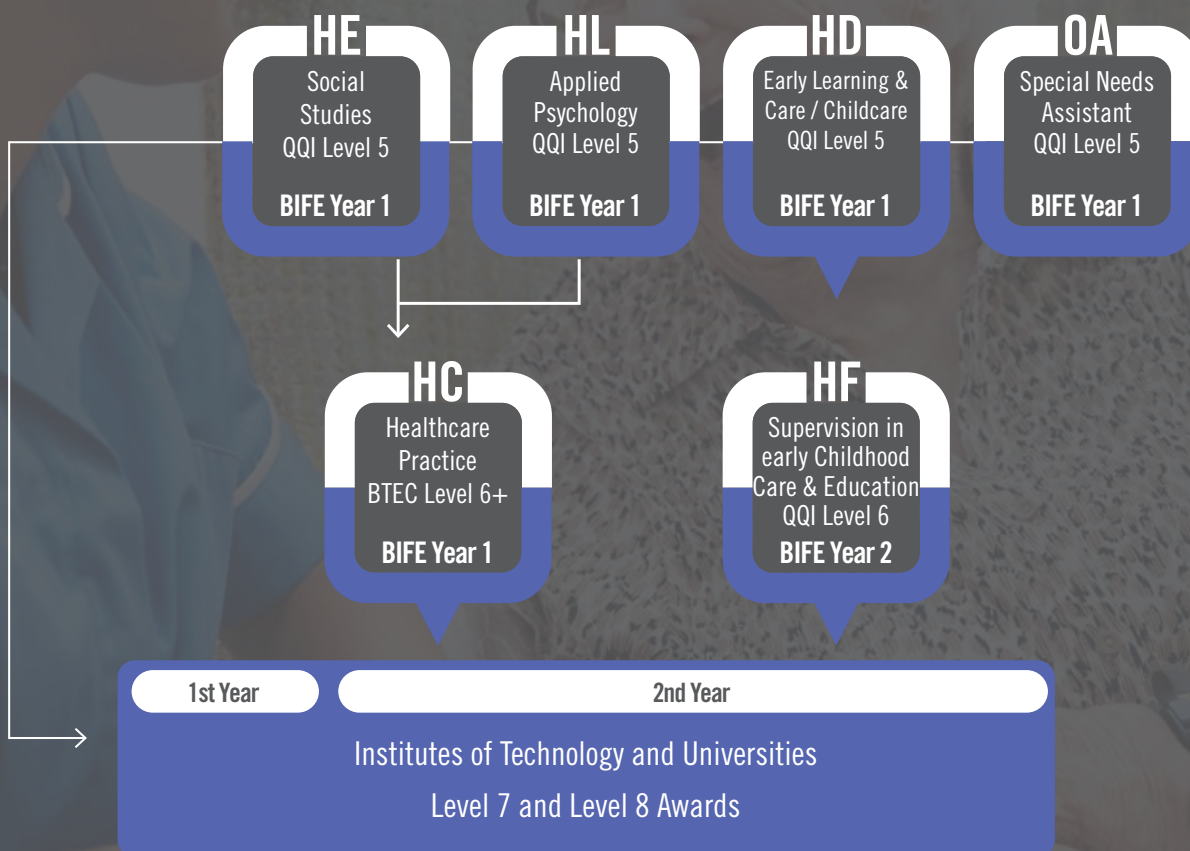 HE
Social
Studies
QQI Level 5
BIFE Year 1
HL
Applied
Psychology
QQI Level 5
BIFE Year 1
HD
Early Learning &
Care / Childcare
QQI Level 5
BIFE Year 1
OA
Special Needs
Assistant
QQI Level 5
BIFE Year 1
HC
Healthcare
Practice
BTEC Level 6+
BIFE Year 1
HF
Supervision in
early Childhood
Care & Education
QQI Level 6
BIFE Year 2
1st Year
2nd Year
Institutes of Technology and Universities
Level 7 and Level 8 Awards